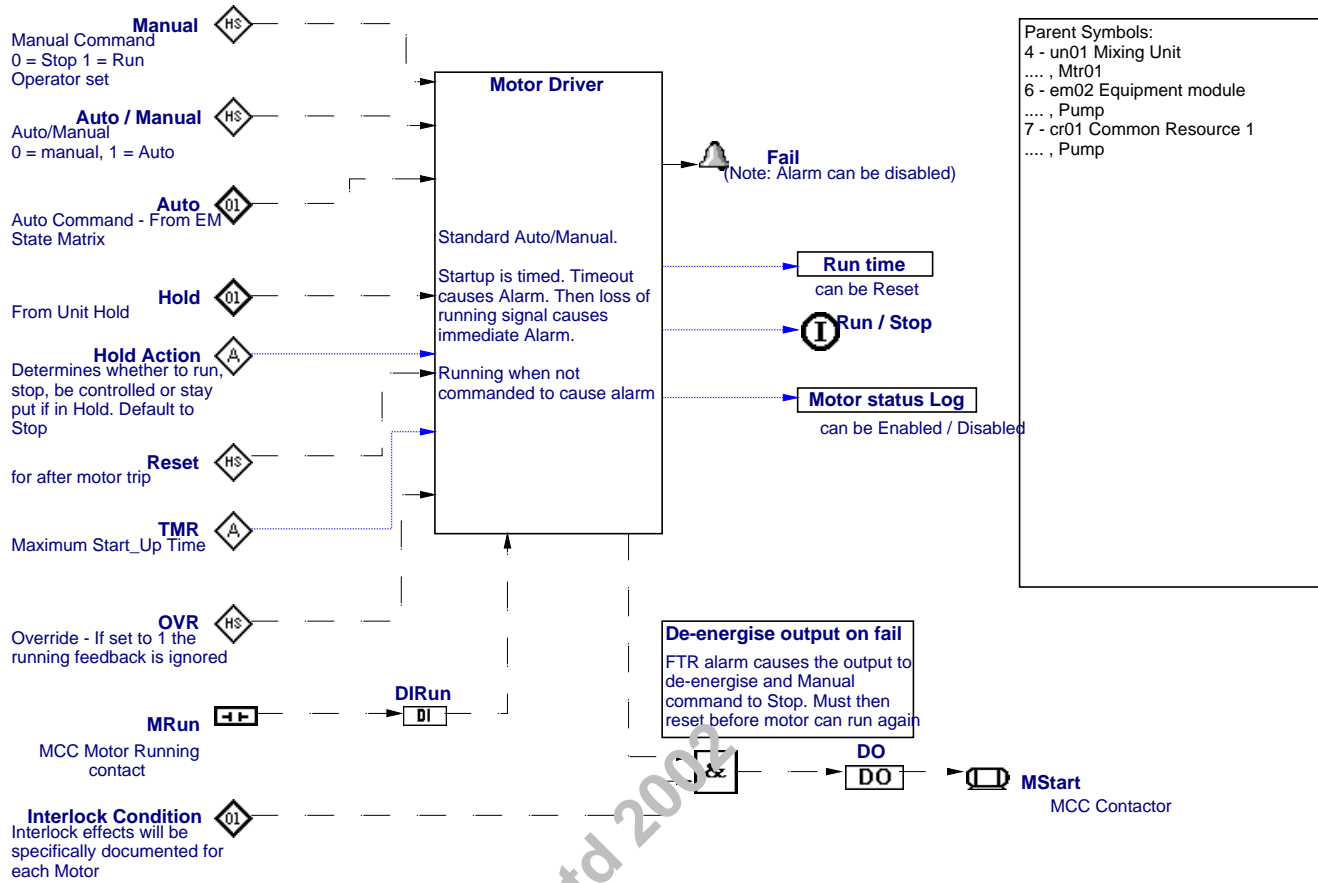 Manual
HS
Manual Command
0 = Stop 1 = Run
Operator set
Auto / Manual
HS
Auto/Manual
0 = manual, 1 = Auto
Auto
01
Auto Command - From EM
State Matrix
Hold
01
From Unit Hold
Hold Action
A
Determines whether to run,
stop, be controlled or stay
put if in Hold. Default to
Stop
Reset
HS
for after motor trip
TMR
A
Maximum Start_Up Time
OVR
HS
Override - If set to 1 the
running feedback is ignored
MRun
MCC Motor Running
contact
DIRun
DI
Interlock Condition
01
Interlock effects will be
specifically documented for
each Motor
Motor Driver
Standard Auto/Manual.
Startup is timed. Timeout
causes Alarm. Then loss of
running signal causes
immediate Alarm.
Running when not
commanded to cause alarm
Fail
(Note: Alarm can be disabled)
Run time
can be Reset
I
Run / Stop
Motor status Log
can be Enabled / Disabled
De-energise output on fail
FTR alarm causes the output to
de-energise and Manual
command to Stop. Must then
reset before motor can run again
&
DO
DO
MStart
MCC Contactor
Parent Symbols:
4 - un01 Mixing Unit
.... , Mtr01
6 - em02 Equipment module
.... , Pump
7 - cr01 Common Resource 1
.... , Pump
td 2002